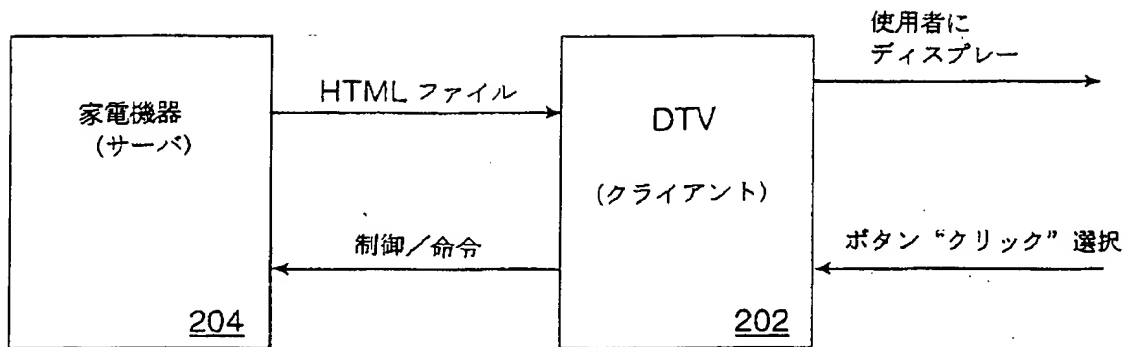 使用者に
ディスプレー
HTML ファイル
家電機器
(サーバ)
DTV
(クライアント)
制御／命令
ボタン“クリック”選択
204
202